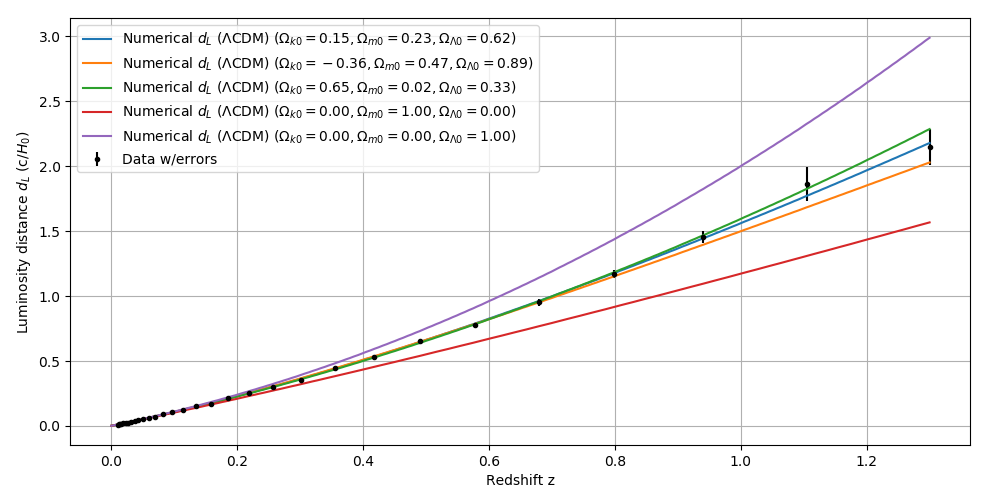 Numerical d_L (ΛCDM) (Ω_k0 = 0.15, Ω_m0 = 0.23, Ω_Λ0 = 0.62)
Numerical d_L (ΛCDM) (Ω_k0 = −0.36, Ω_m0 = 0.47, Ω_Λ0 = 0.89)
Numerical d_L (ΛCDM) (Ω_k0 = 0.65, Ω_m0 = 0.02, Ω_Λ0 = 0.33)
Numerical d_L (ΛCDM) (Ω_k0 = 0.00, Ω_m0 = 1.00, Ω_Λ0 = 0.00)
Numerical d_L (ΛCDM) (Ω_k0 = 0.00, Ω_m0 = 0.00, Ω_Λ0 = 1.00)
Data w/errors
Luminosity distance d_L (c/H_0)
3.0
2.5
2.0
1.5
1.0
0.5
0.0
0.0 0.2 0.4 0.6 0.8 1.0 1.2
Redshift z